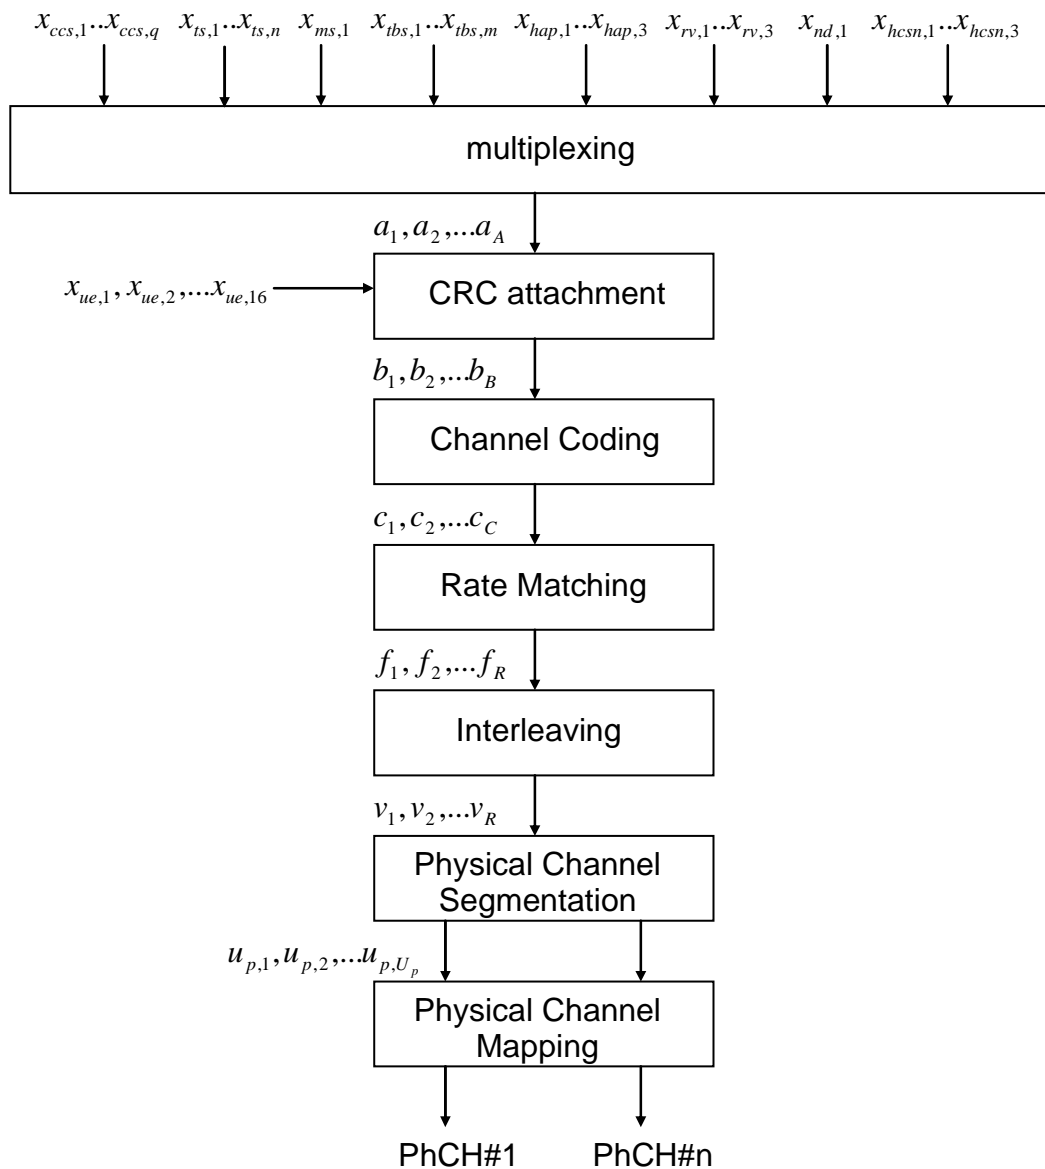 x_{ccs,1}..x_{ccs,q} x_{ts,1}..x_{ts,n} x_{ms,1} x_{tbs,1}..x_{tbs,m} x_{hap,1}..x_{hap,3} x_{rv,1}..x_{rv,3} x_{nd,1} x_{hcsn,1}..x_{hcsn,3}
multiplexing
a_1, a_2,...a_A
x_{ue,1}, x_{ue,2},...x_{ue,16}
CRC attachment
b_1, b_2,...b_B
Channel Coding
c_1, c_2,...c_C
Rate Matching
f_1, f_2,...f_R
Interleaving
v_1, v_2,...v_R
Physical Channel
Segmentation
u_{p,1}, u_{p,2},...u_{p,U_p}
Physical Channel
Mapping
PhCH#1 PhCH#n